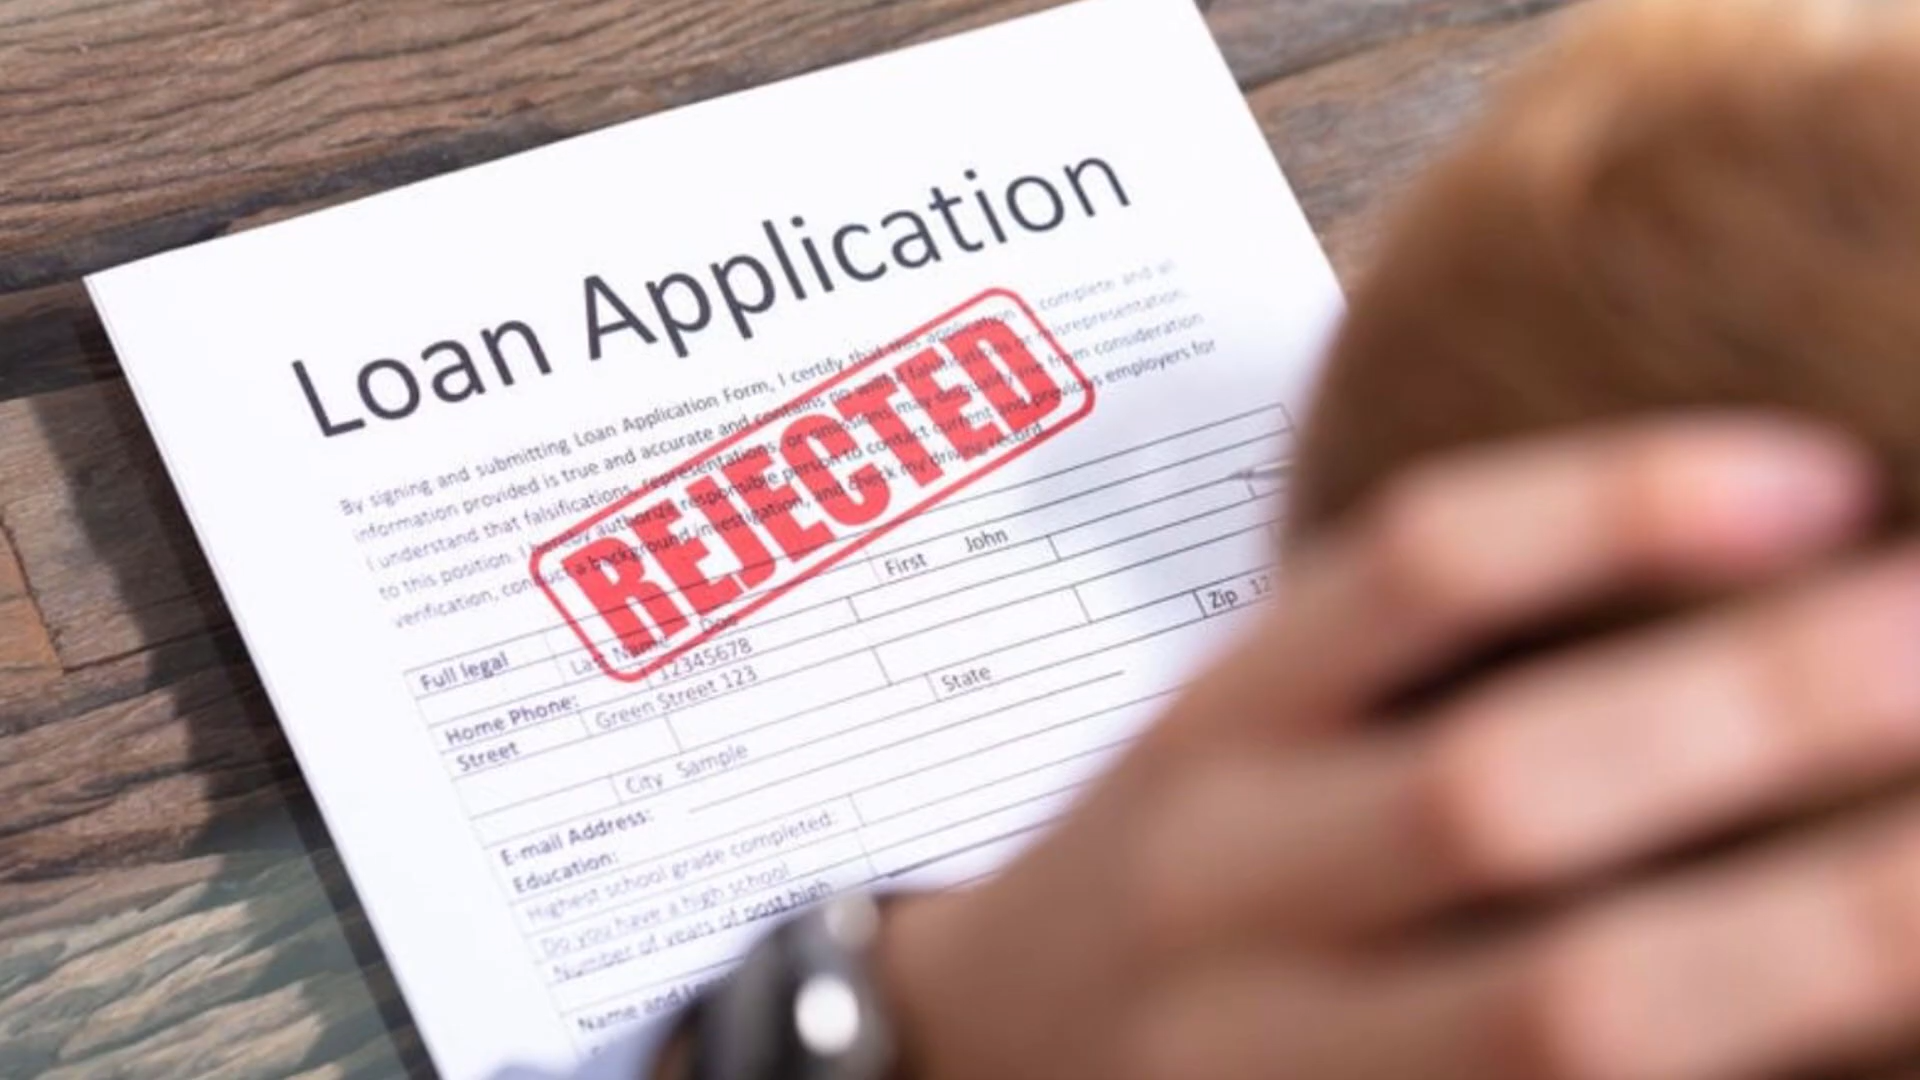 Loan Application
By signing and submitting Loan Application Form, I certify that this application complete and all
information provided is true and accurate and contains no falsifications or misrepresentation.
I understand that falsifications, representations, or omissions may disqualify me from consideration
to this position. I hereby authorize responsible person to contact current and previous employers for
verification, conduct a background investigation, and check my driving record.
REJECTED
Full legal Last Name Doe First John
Home Phone: 12345678
Street Green Street 123 Zip 12
City Sample State
E-mail Address:
Education:
Highest school grade completed:
Do you have a high school
Number of years of post high
Name and